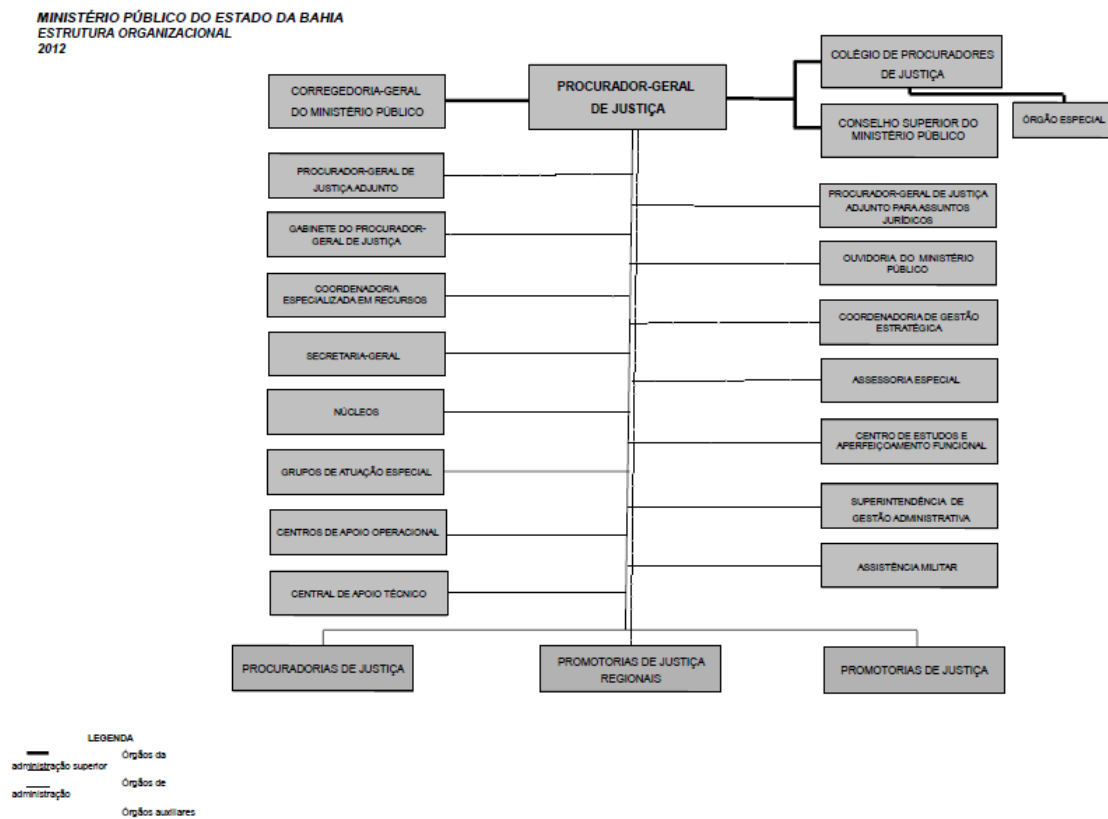 MINISTÉRIO PÚBLICO DO ESTADO DA BAHIA
ESTRUTURA ORGANIZACIONAL
2012
CORREGEDORIA-GERAL
DO MINISTÉRIO PÚBLICO
PROCURADOR-GERAL
DE JUSTIÇA
COLÉGIO DE PROCURADORES
DE JUSTIÇA
CONSELHO SUPERIOR DO
MINISTÉRIO PÚBLICO
ÓRGÃO ESPECIAL
PROCURADOR-GERAL DE
JUSTIÇA ADJUNTO
PROCURADOR-GERAL DE JUSTIÇA
ADJUNTO PARA ASSUNTOS
JURÍDICOS
GABINETE DO PROCURADOR-
GERAL DE JUSTIÇA
OUVIDORIA DO MINISTÉRIO
PÚBLICO
COORDENADORIA
ESPECIALIZADA EM RECURSOS
COORDENADORIA DE GESTÃO
ESTRATÉGICA
SECRETARIA-GERAL
ASSESSORIA ESPECIAL
NÚCLEOS
CENTRO DE ESTUDOS E
APERFEIÇOAMENTO FUNCIONAL
GRUPOS DE ATUAÇÃO ESPECIAL
SUPERINTENDÊNCIA DE
GESTÃO ADMINISTRATIVA
CENTROS DE APOIO OPERACIONAL
ASSISTÊNCIA MILITAR
CENTRAL DE APOIO TÉCNICO
PROCURADORIAS DE JUSTIÇA
PROMOTORIAS DE JUSTIÇA
REGIONAIS
PROMOTORIAS DE JUSTIÇA
LEGENDA
Órgãos da
administração superior
Órgãos de
administração
Órgãos auxiliares